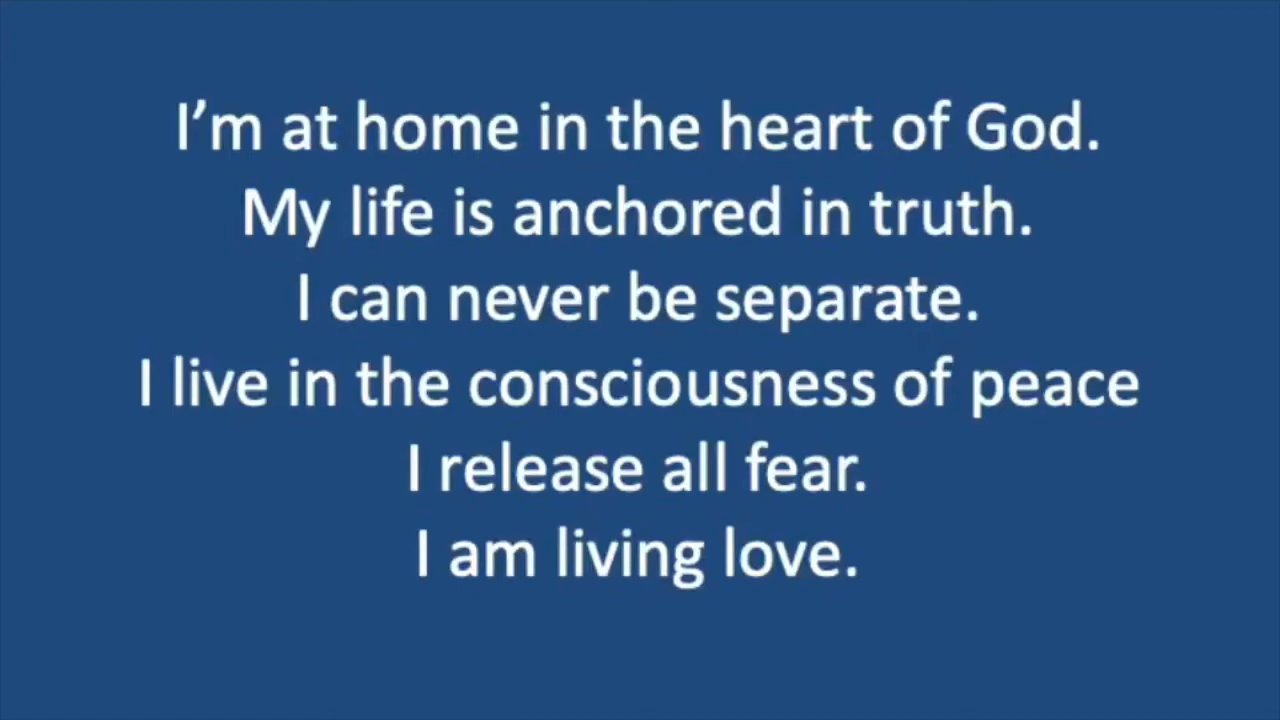 I’m at home in the heart of God.
My life is anchored in truth.
I can never be separate.
I live in the consciousness of peace
I release all fear.
I am living love.